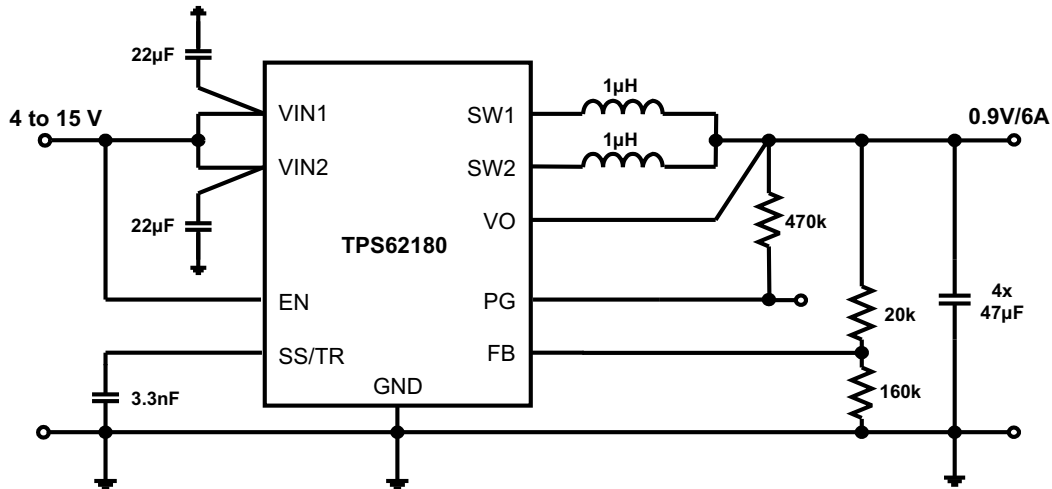 22µF
4 to 15 V
22µF
VIN1
VIN2
EN
SS/TR
3.3nF
TPS62180
GND
SW1
SW2
VO
PG
FB
1µH
1µH
470k
20k
160k
0.9V/6A
4x
47µF